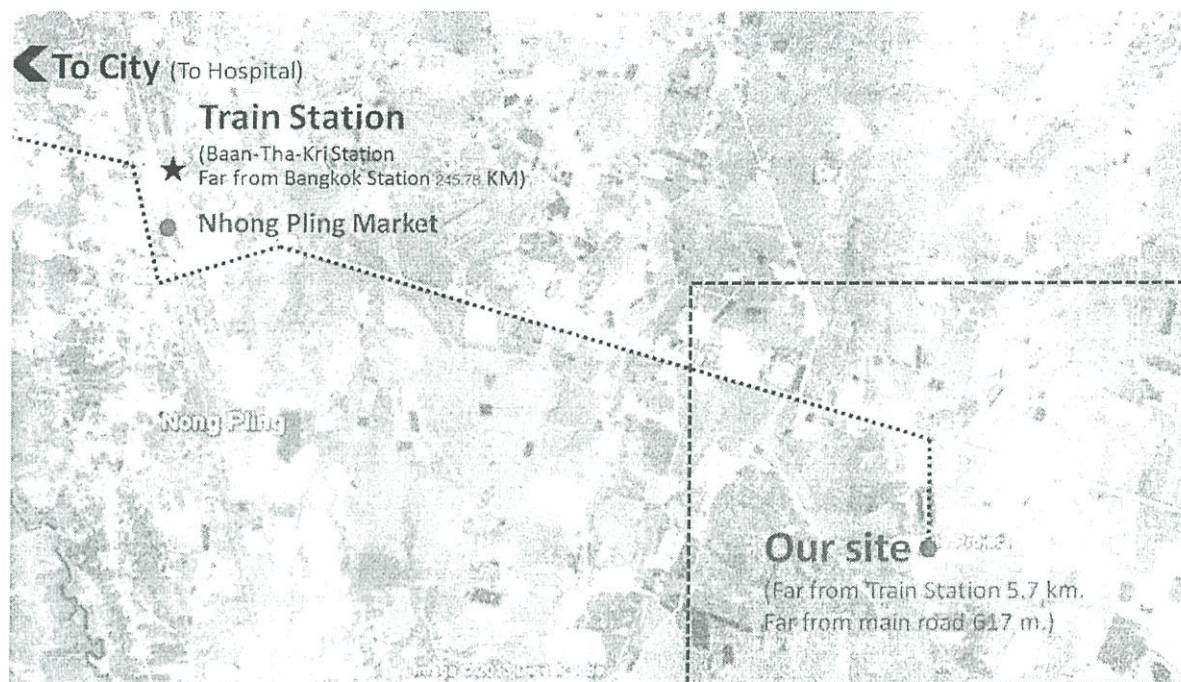 To City (To Hospital)
Train Station
(Baan-Tha-Kri Station
Far from Bangkok Station 245.78 KM)
Nhong Pling Market
Nong Pling
Our site
(Far from Train Station 5.7 km.
Far from main road 617 m.)